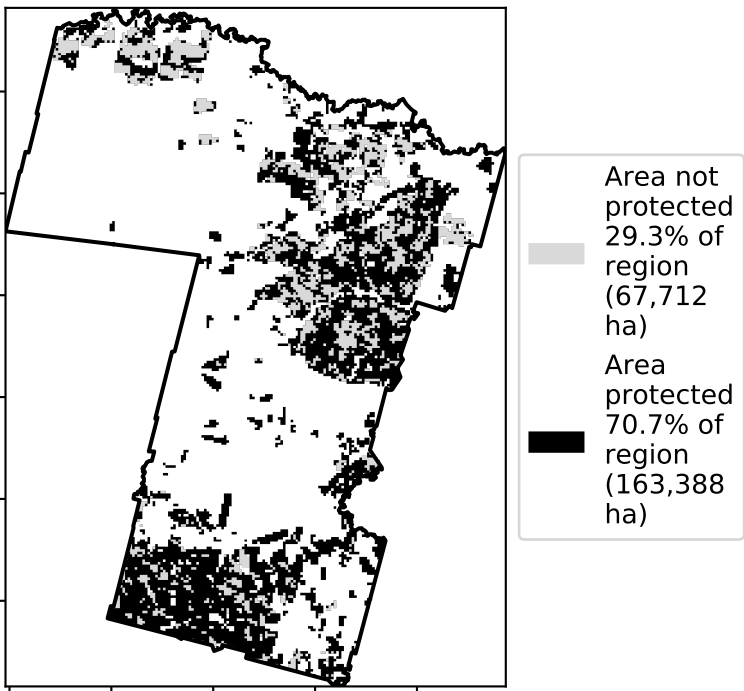 Area not
protected
29.3% of
region
(67,712
ha)
Area
protected
70.7% of
region
(163,388
ha)